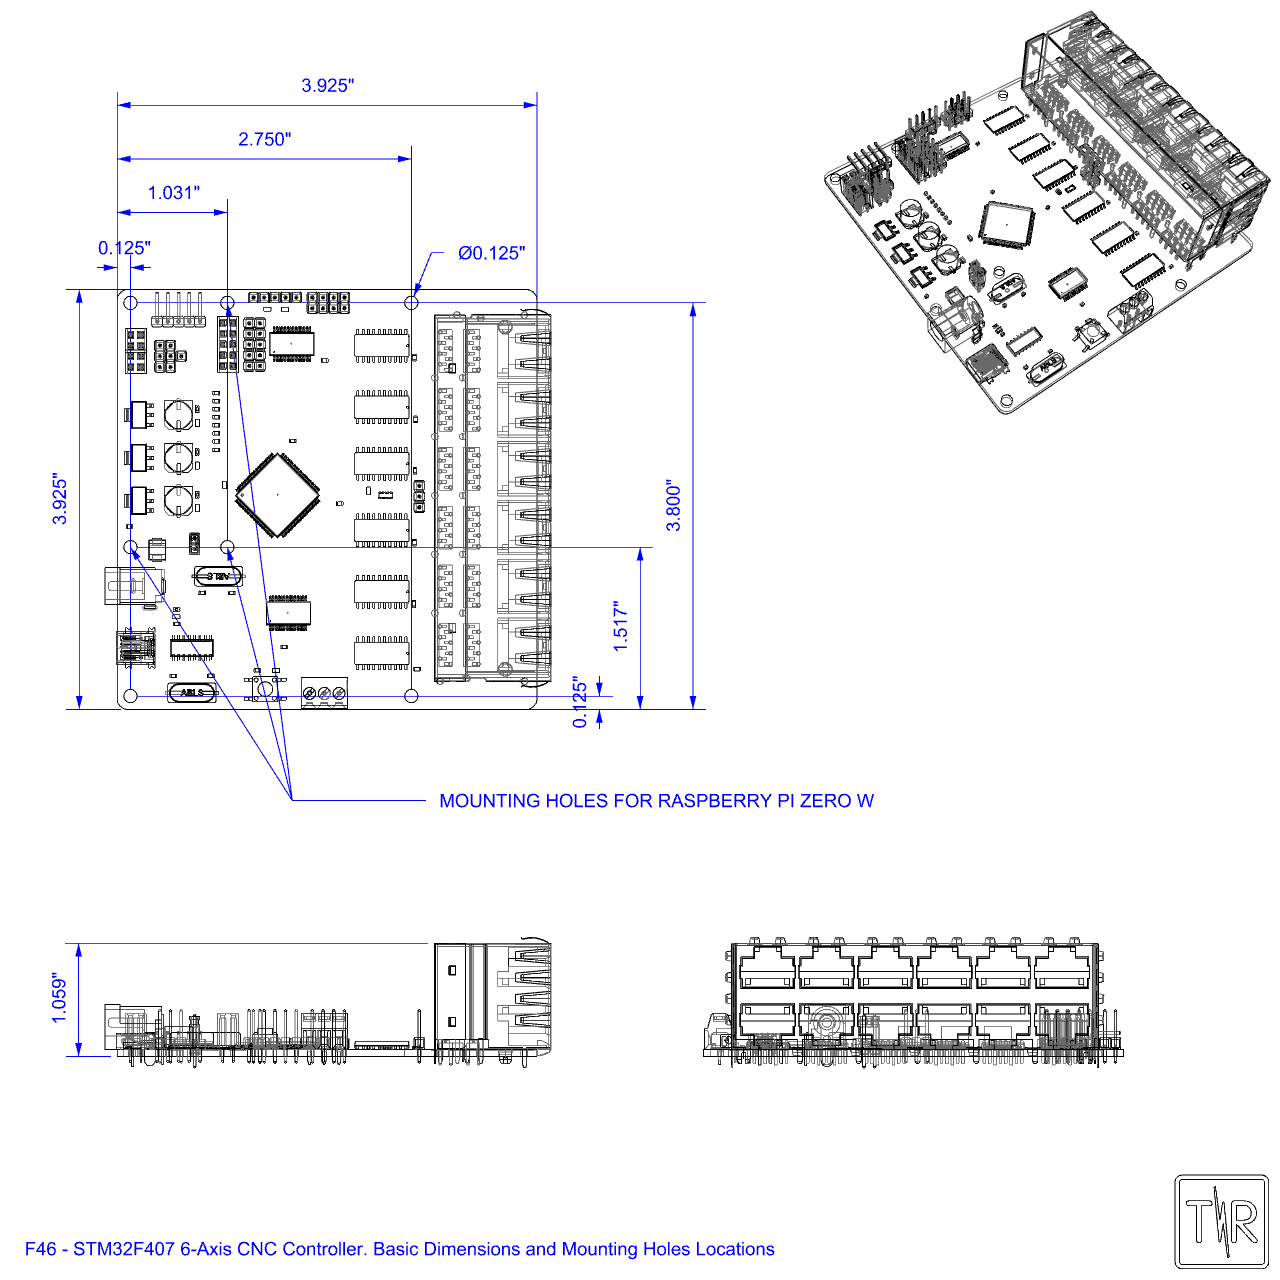 3.925"
2.750"
1.031"
0.125"
Ø0.125"
3.925"
3.800"
1.517"
0.125"
MOUNTING HOLES FOR RASPBERRY PI ZERO W
1.059"
TR
F46 - STM32F407 6-Axis CNC Controller. Basic Dimensions and Mounting Holes Locations